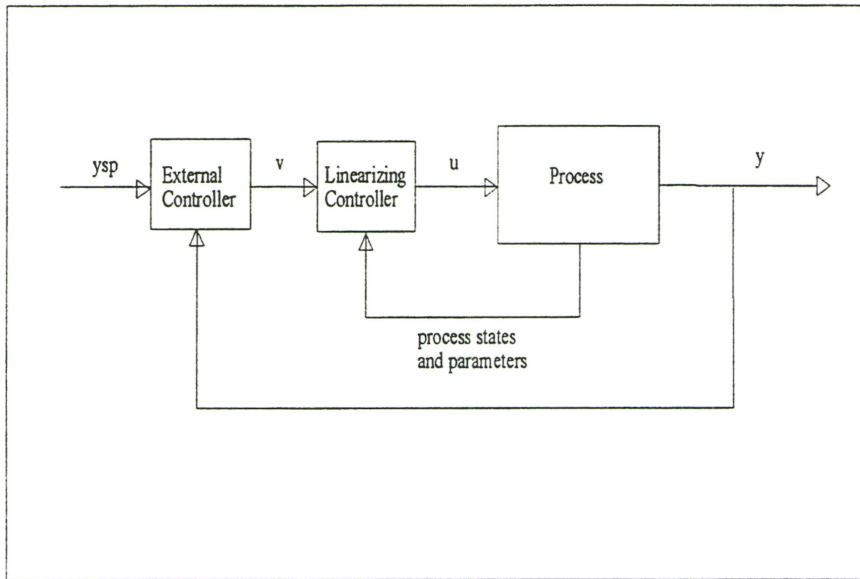 ysp
External
Controller
v
Linearizing
Controller
u
Process
y
process states
and parameters